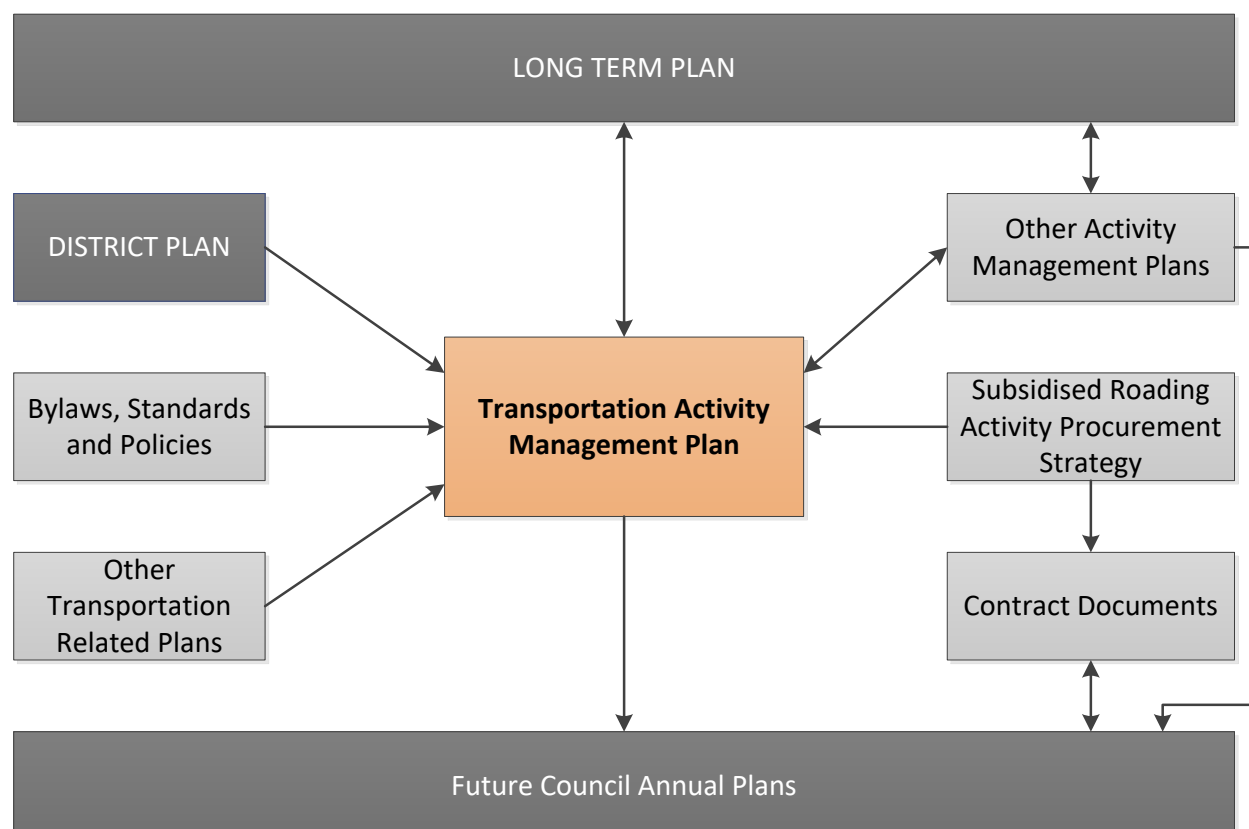 LONG TERM PLAN
DISTRICT PLAN
Other Activity
Management Plans
Bylaws, Standards
and Policies
Transportation Activity
Management Plan
Subsidised Roading
Activity Procurement
Strategy
Other
Transportation
Related Plans
Contract Documents
Future Council Annual Plans